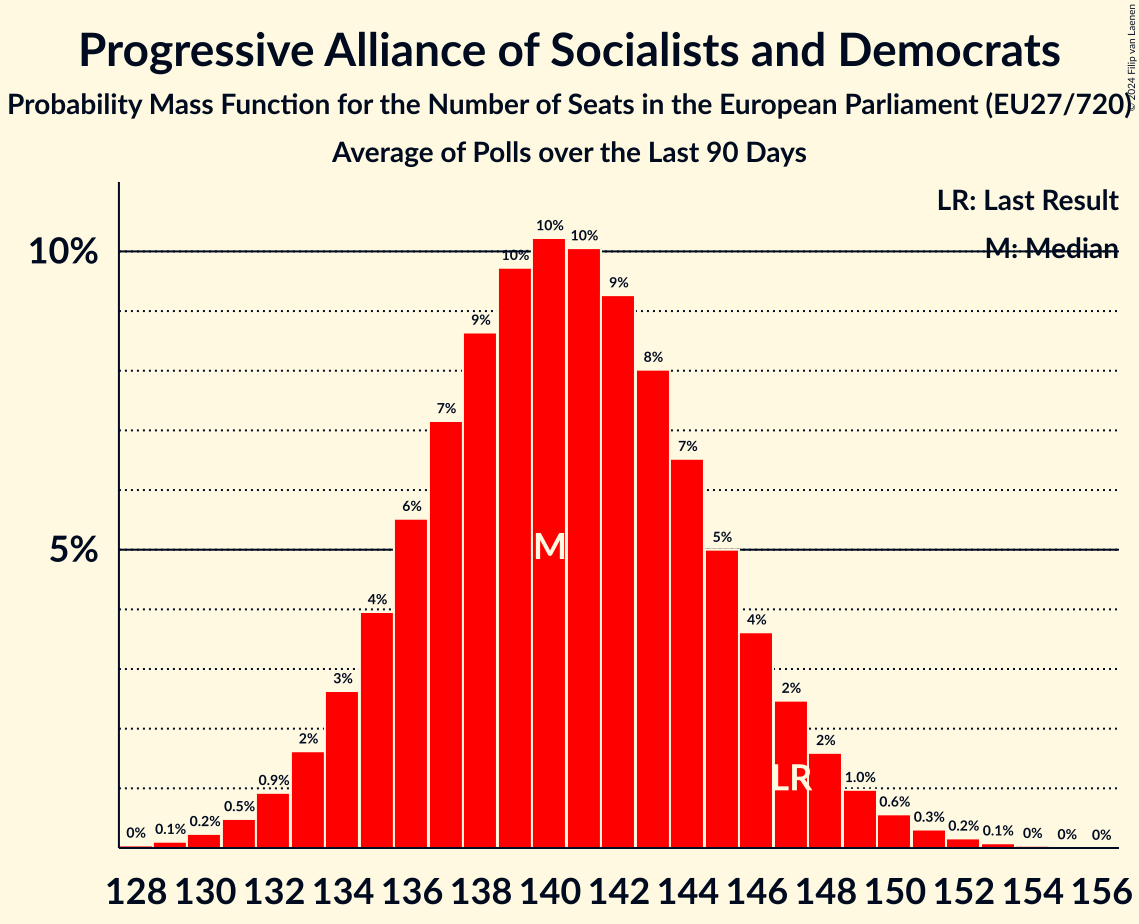 Progressive Alliance of Socialists and Democrats
Probability Mass Function for the Number of Seats in the European Parliament (EU27/720)
Average of Polls over the Last 90 Days
© 2024 Filip van Laenen
LR: Last Result
M: Median
10%
5%
0% 0.1% 0.2% 0.5% 0.9% 2% 3% 4% 6% 7% 9% 10% 10% 10% 9% 8% 7% 5% 4% 2% 2% 1.0% 0.6% 0.3% 0.2% 0.1% 0% 0% 0%
M
LR
128 130 132 134 136 138 140 142 144 146 148 150 152 154 156